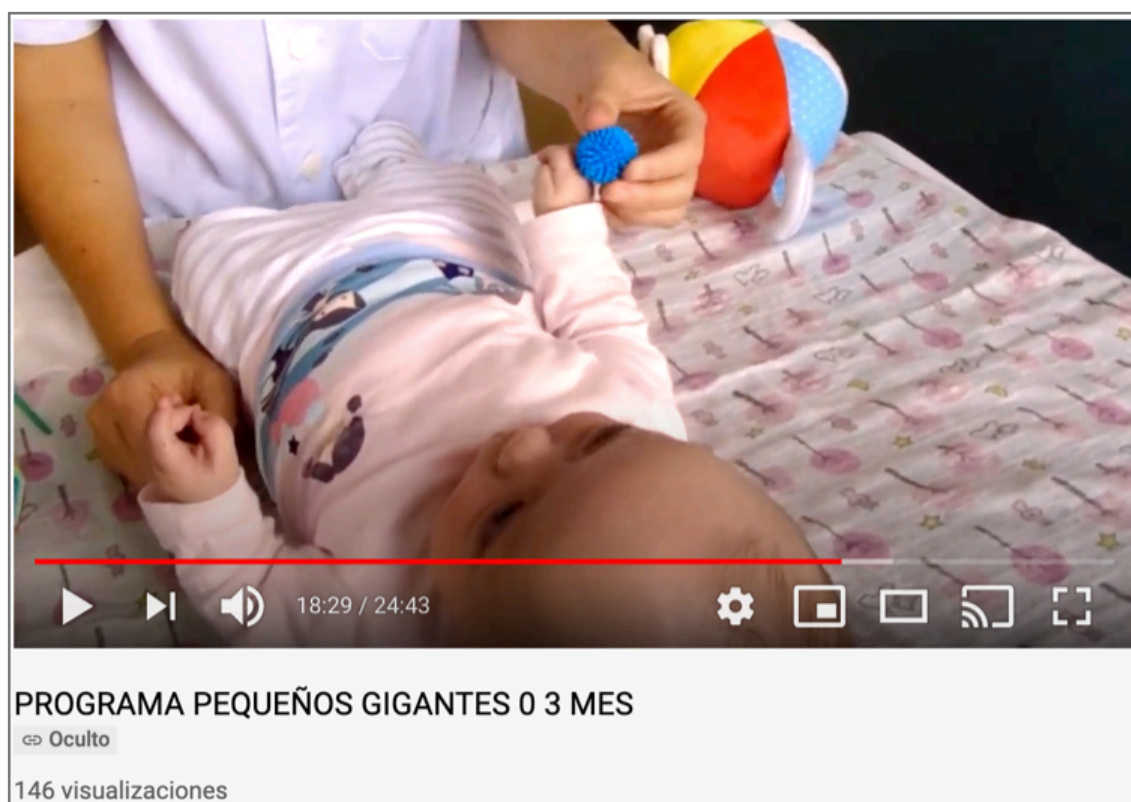 18:29 / 24:43
PROGRAMA PEQUEÑOS GIGANTES 0 3 MES
Oculto
146 visualizaciones